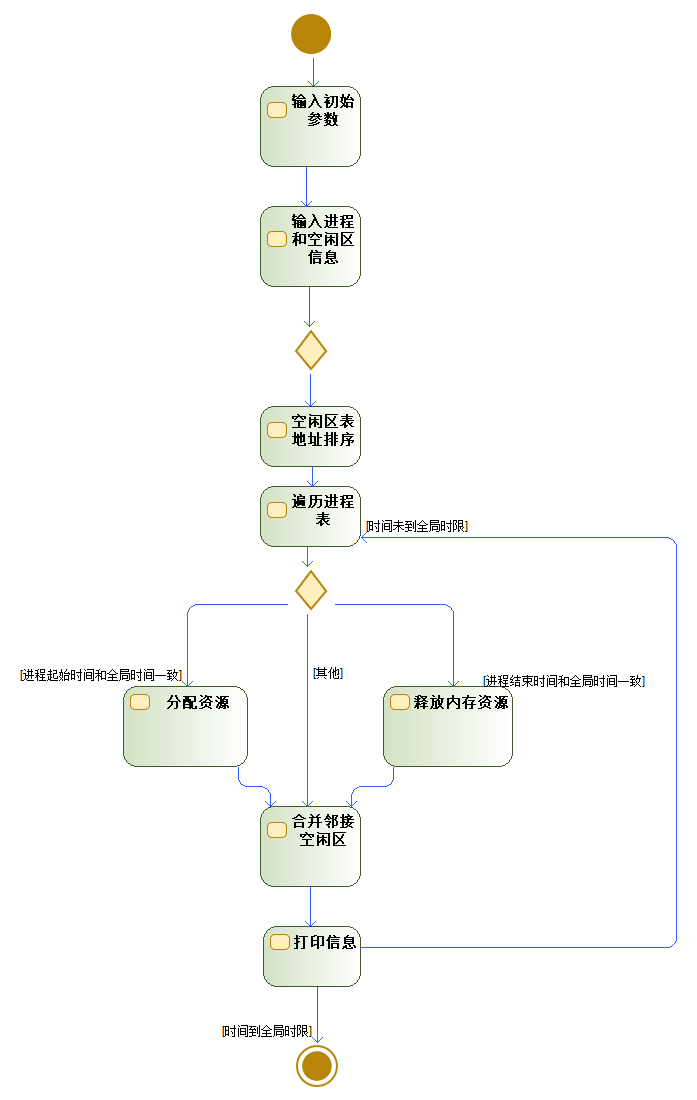 输入初始
参数
输入进程
和空闲区
信息
空闲区表
地址排序
遍历进程
表
[时间未到全局时限]
[进程起始时间和全局时间一致]
[其他]
[进程结束时间和全局时间一致]
分配资源
释放内存资源
合并邻接
空闲区
打印信息
[时间到全局时限]